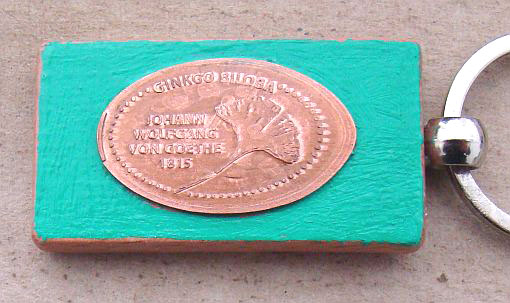 GINKGO BILOBA
JOHANN
WOLFGANG
VON GOETHE
1815